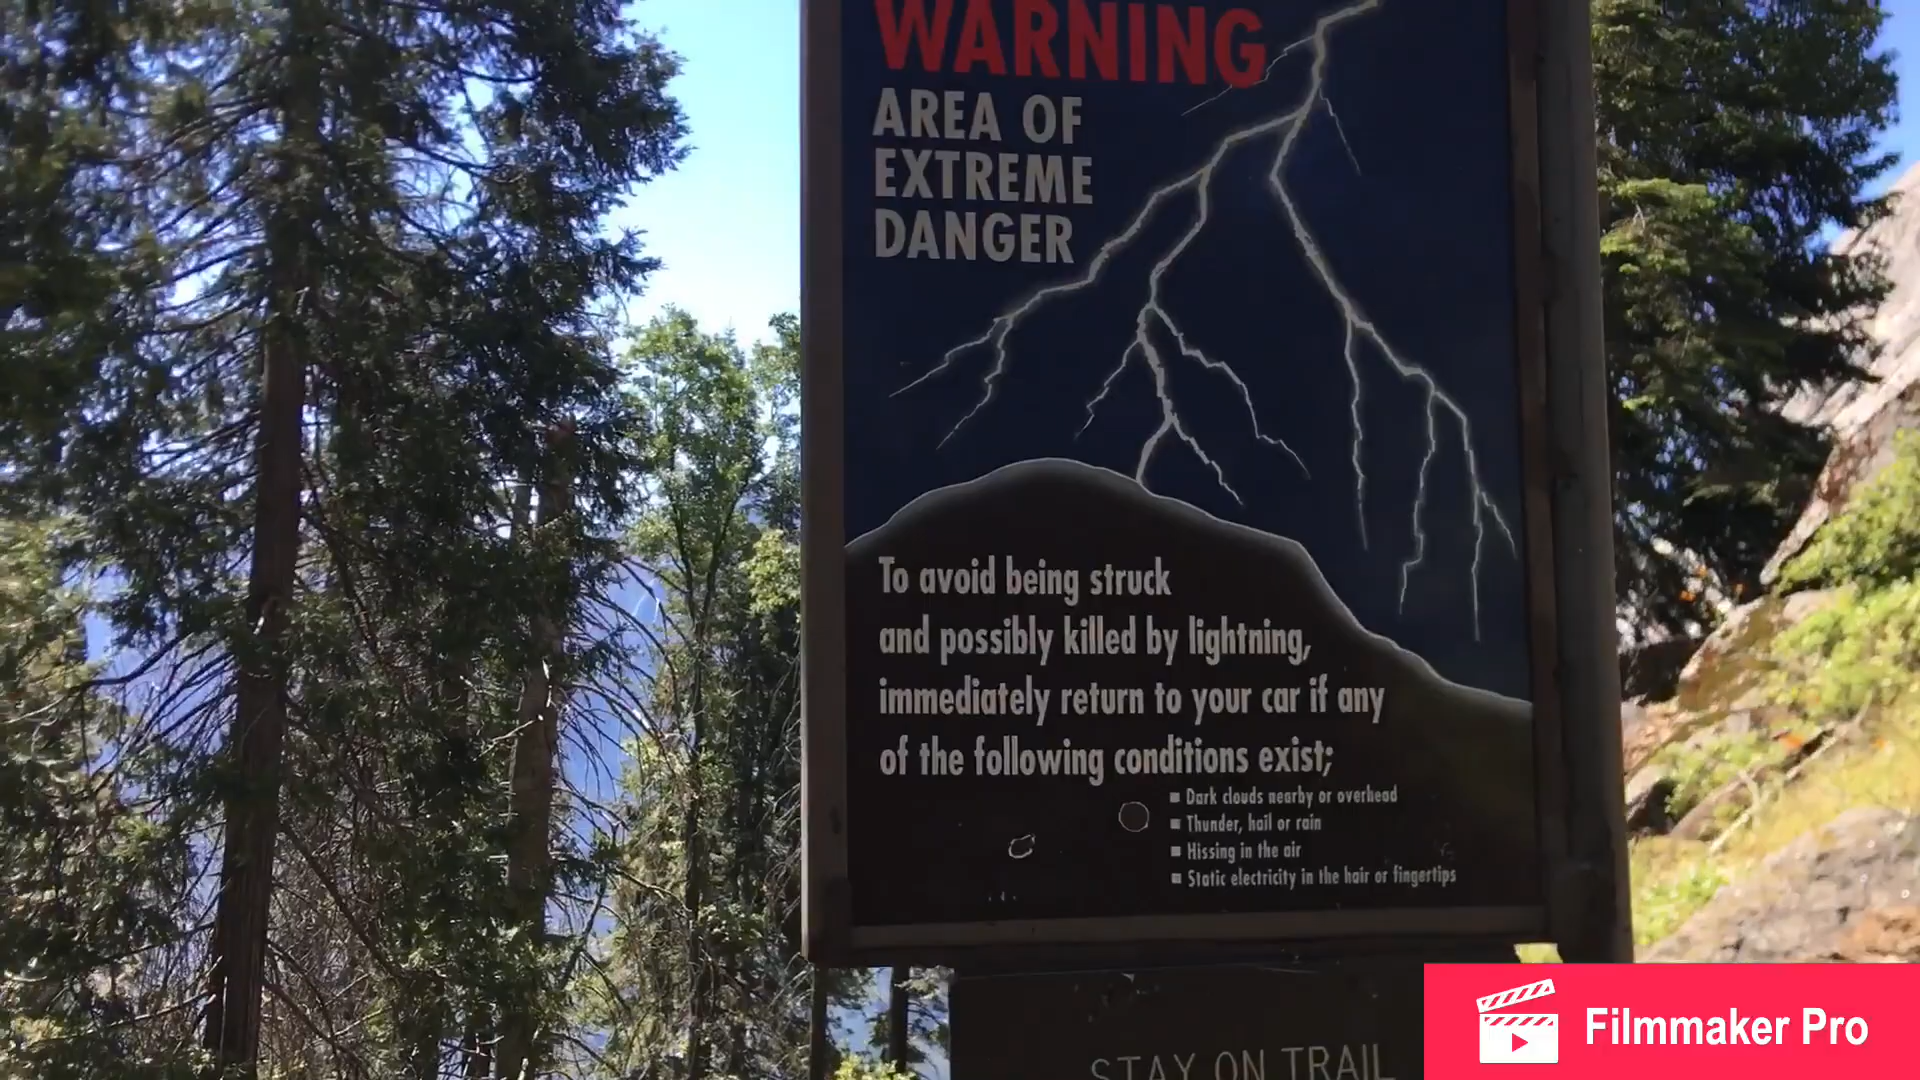 WARNING
AREA OF
EXTREME
DANGER
To avoid being struck
and possibly killed by lightning,
immediately return to your car if any
of the following conditions exist;
▪ Dark clouds nearby or overhead
▪ Thunder, hail or rain
▪ Hissing in the air
▪ Static electricity in the hair or fingertips
STAY ON TRAIL
Filmmaker Pro